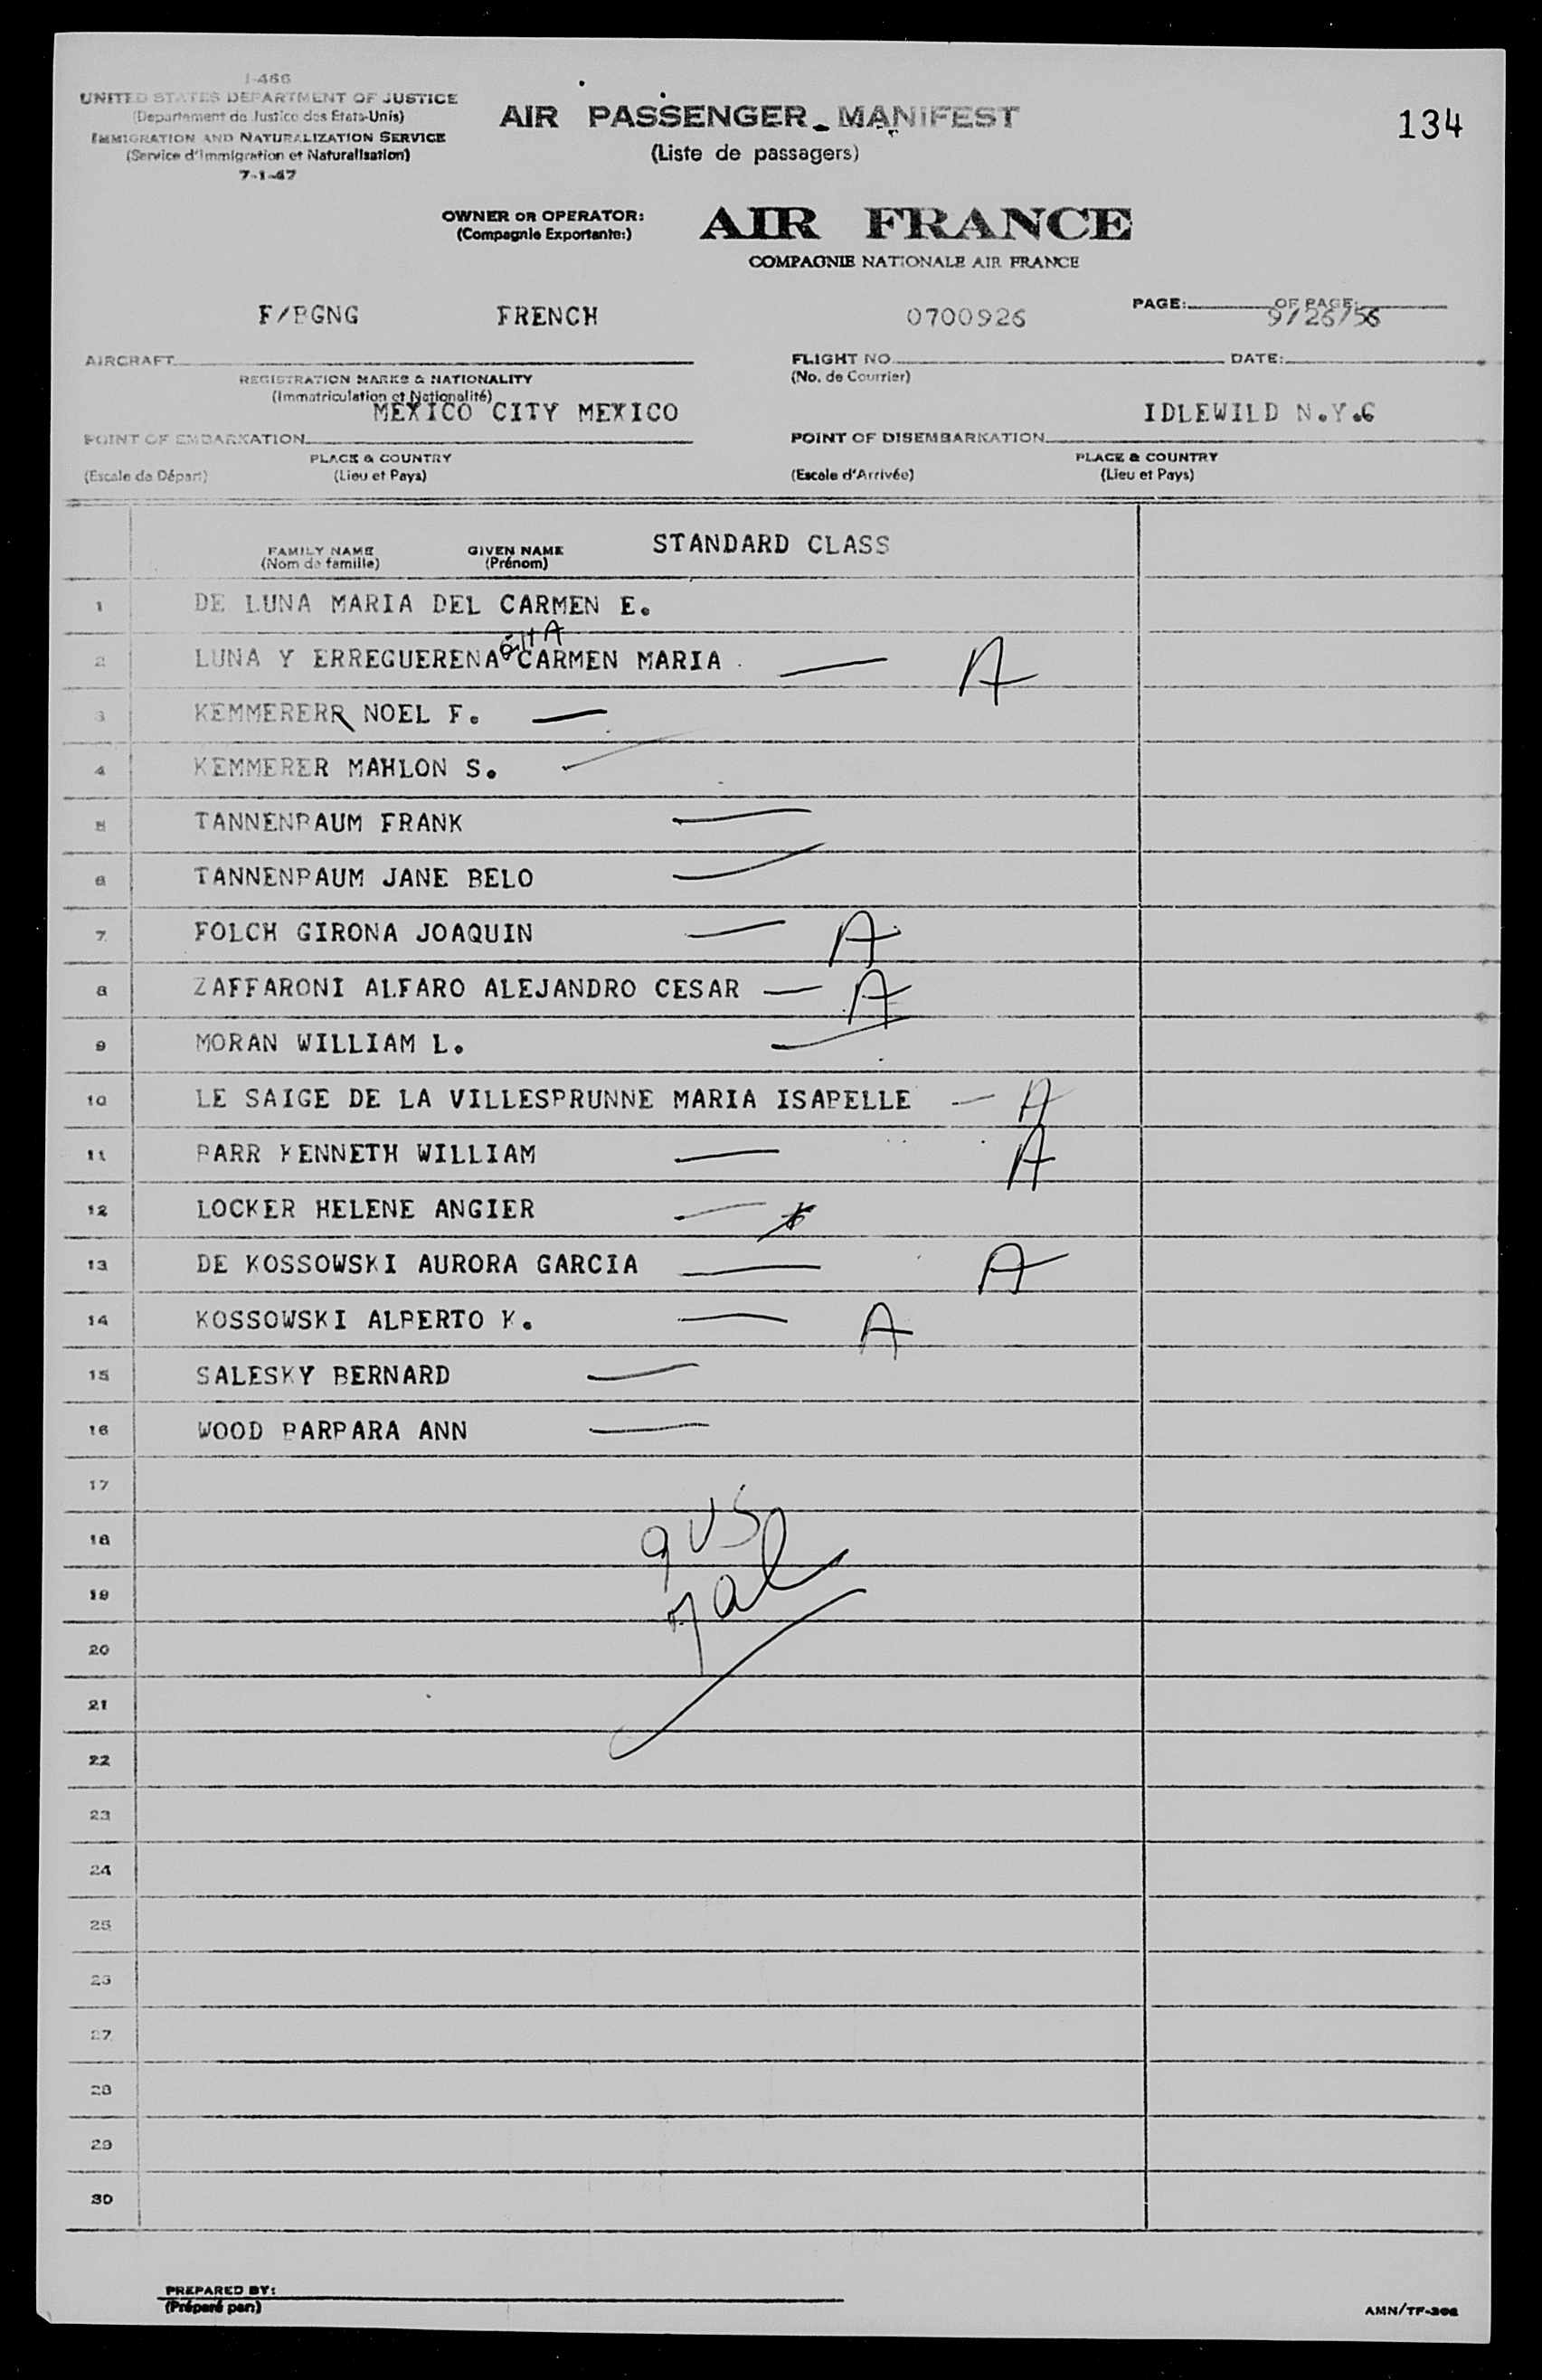 I-466
UNITED STATES DEPARTMENT OF JUSTICE
(Departement de Justice des Etats-Unis)
IMMIGRATION AND NATURALIZATION SERVICE
(Service d'Immigration et Naturalisation)
7-1-47
AIR PASSENGER MANIFEST
(Liste de passagers)
134
OWNER OR OPERATOR:
(Compagnie Exportante:)
AIR FRANCE
COMPAGNIE NATIONALE AIR FRANCE
PAGE: OF PAGE:
F/BGNG FRENCH 0700926 9/26/56
AIRCRAFT FLIGHT NO. DATE:
REGISTRATION MARKS & NATIONALITY (No. de Courrier)
(Immatriculation et Nationalité)
MEXICO CITY MEXICO IDLEWILD N.Y.C
POINT OF EMBARKATION POINT OF DISEMBARKATION
PLACE & COUNTRY PLACE & COUNTRY
(Escale de Départ) (Lieu et Pays) (Escale d'Arrivée) (Lieu et Pays)
FAMILY NAME GIVEN NAME STANDARD CLASS
(Nom de famille) (Prénom)
1 DE LUNA MARIA DEL CARMEN E.
2 LUNA Y ERREGUERENA CARMEN MARIA A
3 KEMMERERR NOEL F.
4 KEMMERER MAHLON S.
5 TANNENBAUM FRANK
6 TANNENBAUM JANE BELO
7 FOLCH GIRONA JOAQUIN A
8 ZAFFARONI ALFARO ALEJANDRO CESAR A
9 MORAN WILLIAM L.
10 LE SAIGE DE LA VILLESBRUNNE MARIA ISABELLE A
11 BARR KENNETH WILLIAM A
12 LOCKER HELENE ANGIER
13 DE KOSSOWSKI AURORA GARCIA A
14 KOSSOWSKI ALBERTO K. A
15 SALESKY BERNARD
16 WOOD BARBARA ANN
17
18 9 US
19 7 al
20
21
22
23
24
25
26
27
28
29
30
PREPARED BY:
(Préparé par)
AMN/TF-306